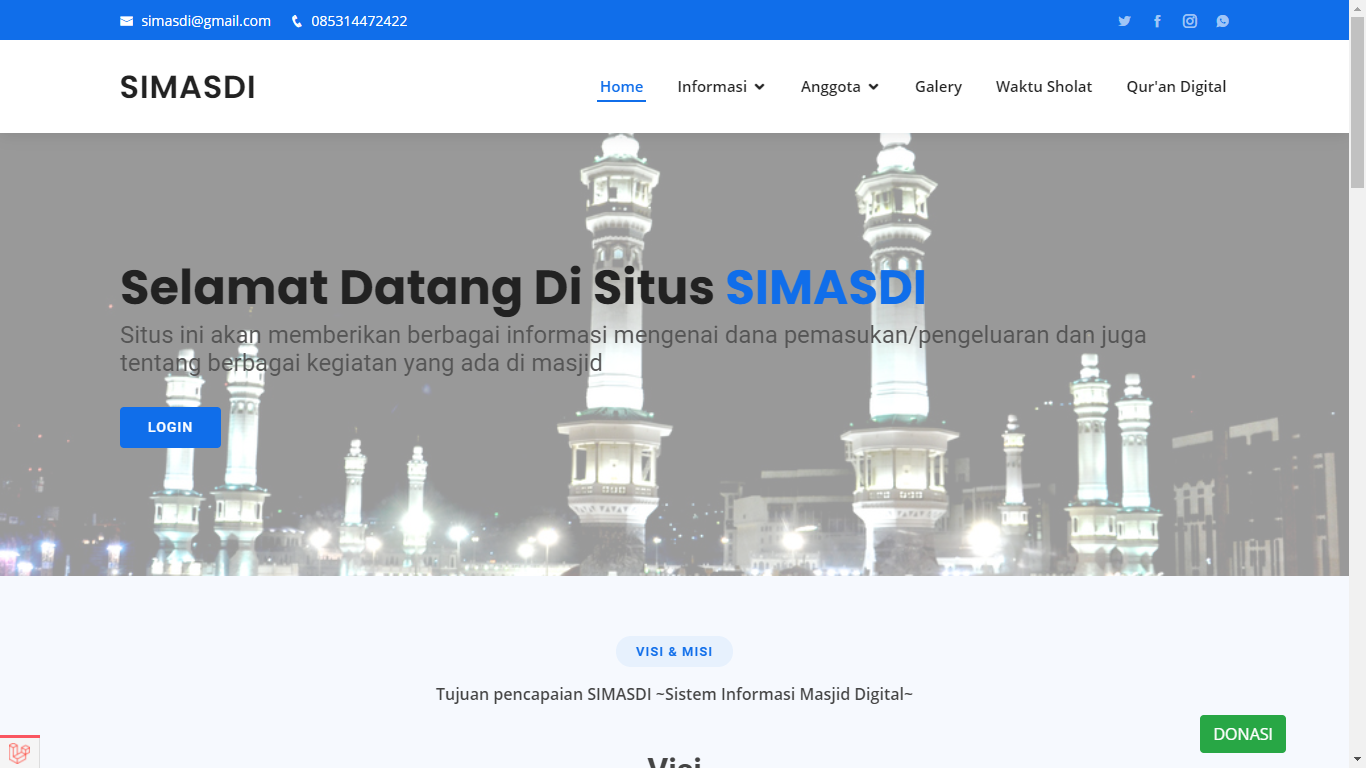 simasdi@gmail.com 085314472422
SIMASDI
Home Informasi Anggota Galery Waktu Sholat Qur'an Digital
Selamat Datang Di Situs SIMASDI
Situs ini akan memberikan berbagai informasi mengenai dana pemasukan/pengeluaran dan juga
tentang berbagai kegiatan yang ada di masjid
LOGIN
VISI & MISI
Tujuan pencapaian SIMASDI ~Sistem Informasi Masjid Digital~
DONASI
Visi